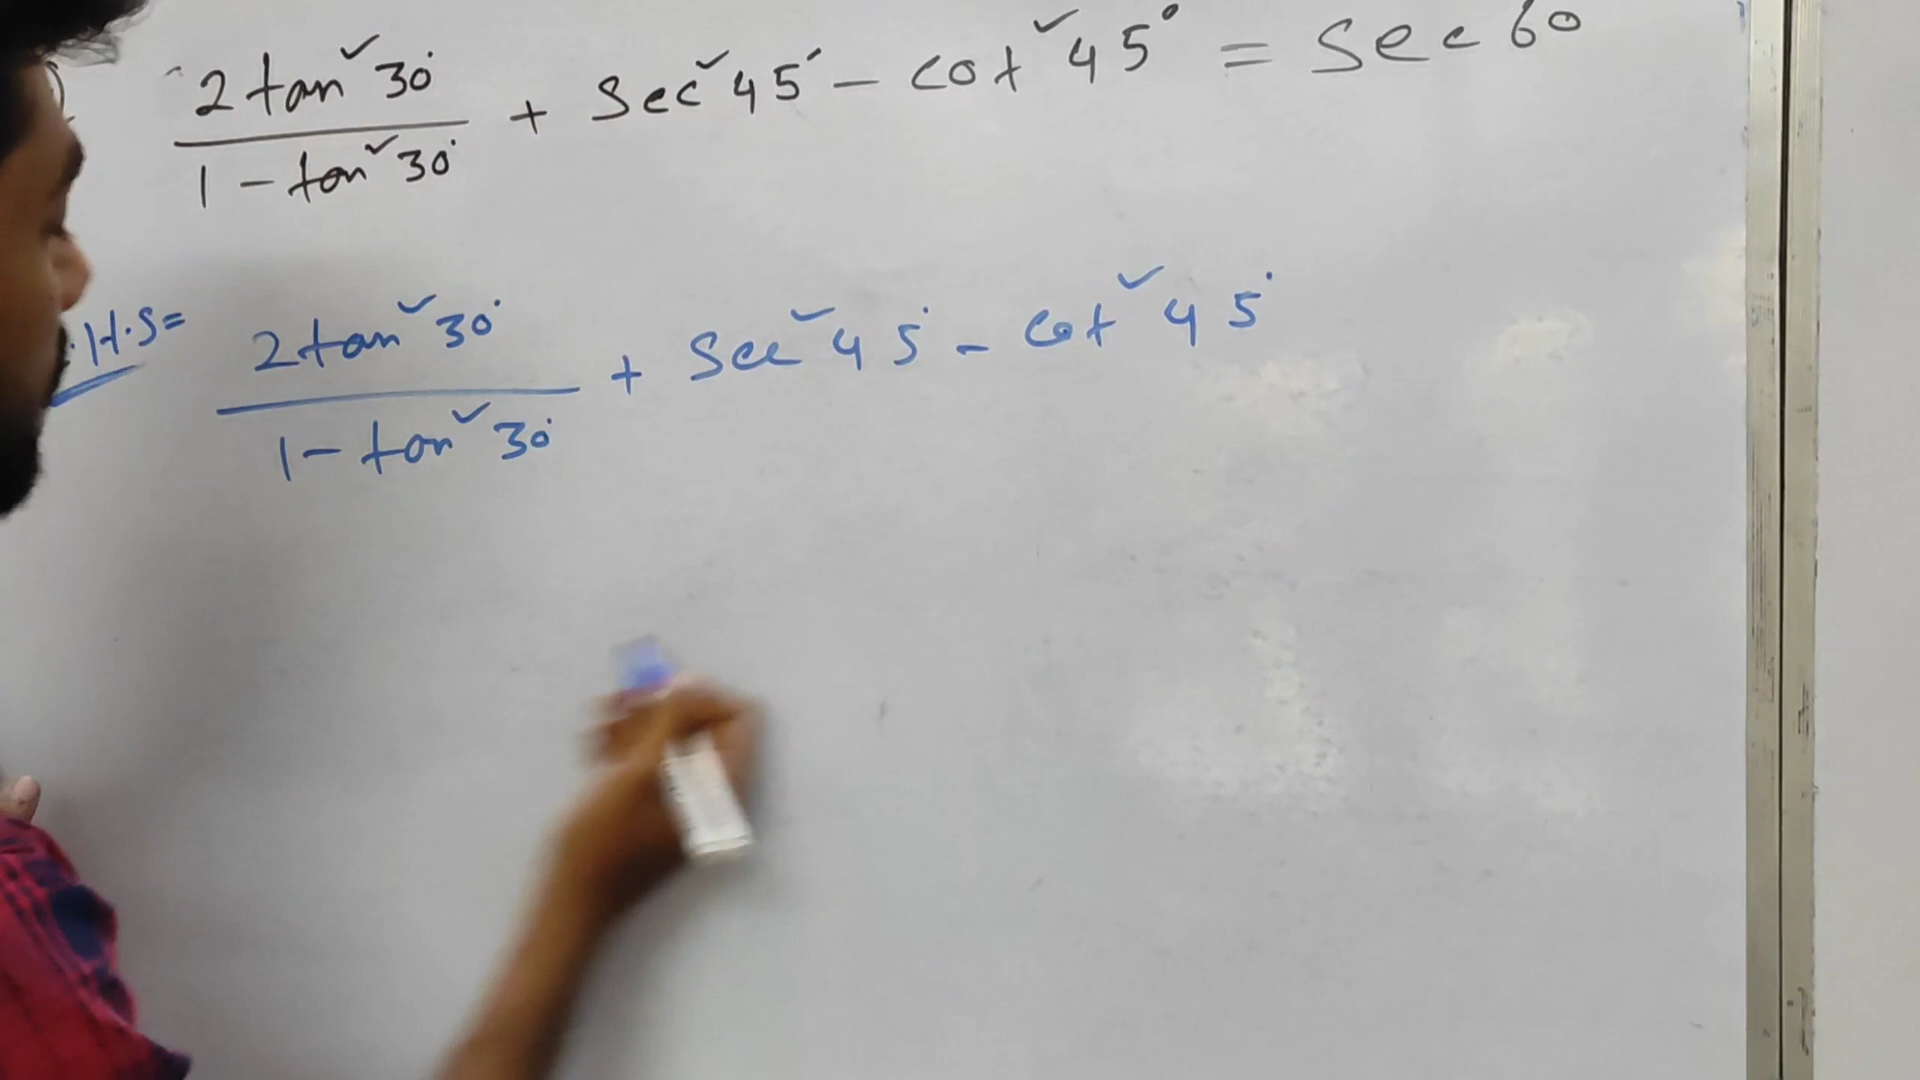 2 tan² 30° / 1 - tan² 30° + Sec² 45° - cot² 45° = Sec 60
.H.S = 2 tan² 30° / 1 - tan² 30° + Sec² 45° - cot² 45°